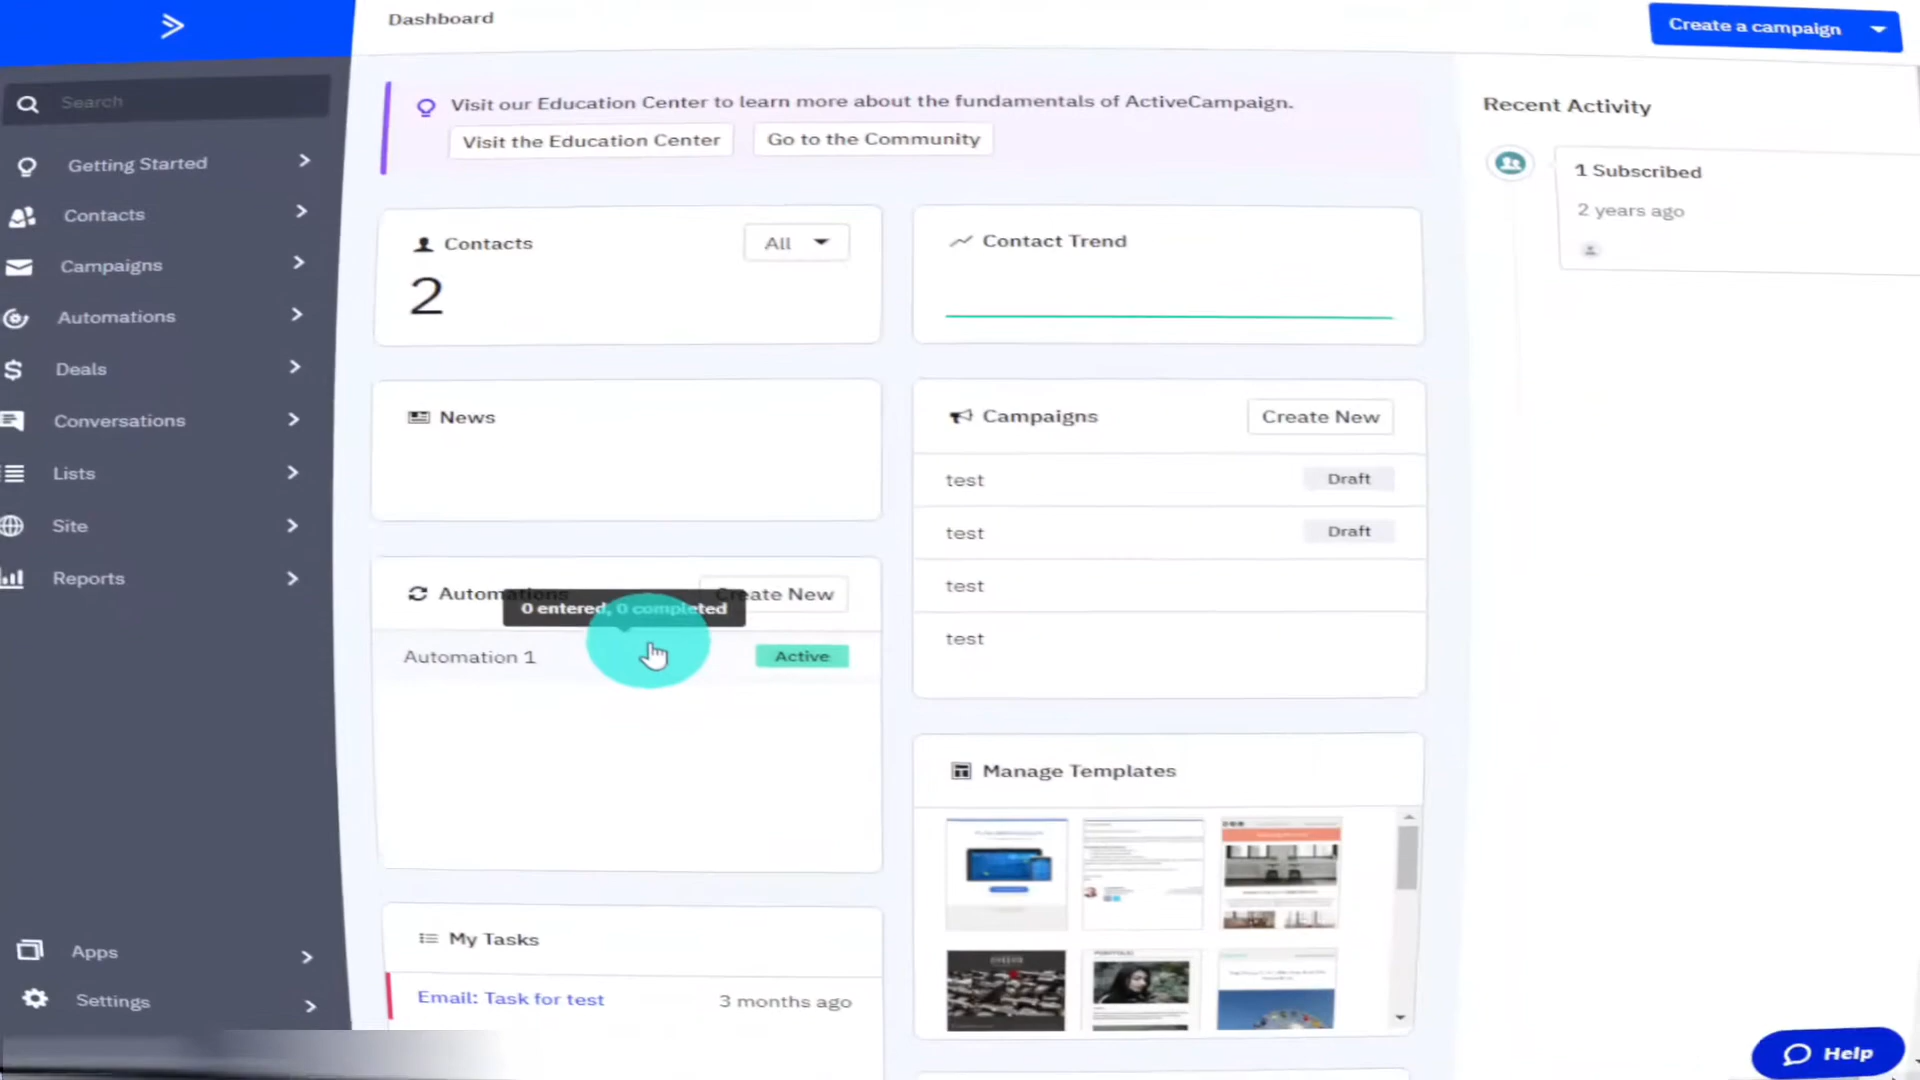 Dashboard
Create a campaign
Search
Visit our Education Center to learn more about the fundamentals of ActiveCampaign.
Visit the Education Center
Go to the Community
Recent Activity
1 Subscribed
2 years ago
Getting Started
Contacts
Campaigns
Automations
Deals
Conversations
Lists
Site
Reports
Contacts
All
2
Contact Trend
News
Campaigns
Create New
test
Draft
test
Draft
test
test
Automations
Create New
0 entered, 0 completed
Automation 1
Active
Manage Templates
My Tasks
Email: Task for test
3 months ago
Apps
Settings
Help